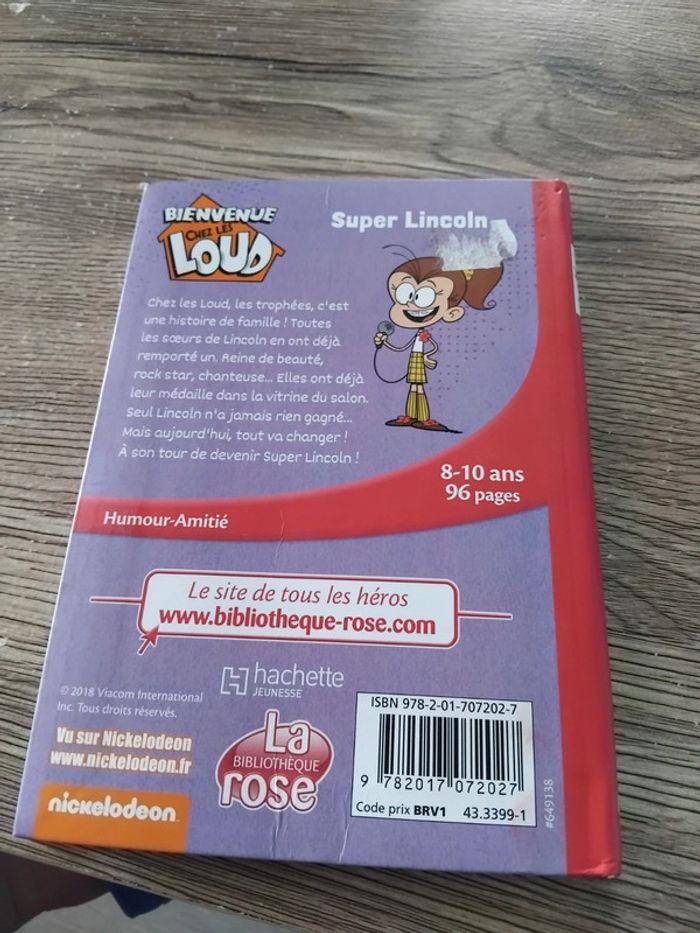 BIENVENUE
CHEZ LES
LOUD
Super Lincoln
Chez les Loud, les trophées, c'est
une histoire de famille ! Toutes
les sœurs de Lincoln en ont déjà
remporté un. Reine de beauté,
rock star, chanteuse... Elles ont déjà
leur médaille dans la vitrine du salon.
Seul Lincoln n'a jamais rien gagné...
Mais aujourd'hui, tout va changer !
À son tour de devenir Super Lincoln !
8-10 ans
96 pages
Humour-Amitié
Le site de tous les héros
www.bibliotheque-rose.com
hachette
JEUNESSE
© 2018 Viacom International
Inc. Tous droits réservés.
Vu sur Nickelodeon
www.nickelodeon.fr
nickelodeon
La
BIBLIOTHÈQUE
rose
ISBN 978-2-01-707202-7
9 782017 072027
Code prix BRV1 43.3399-1
#649138